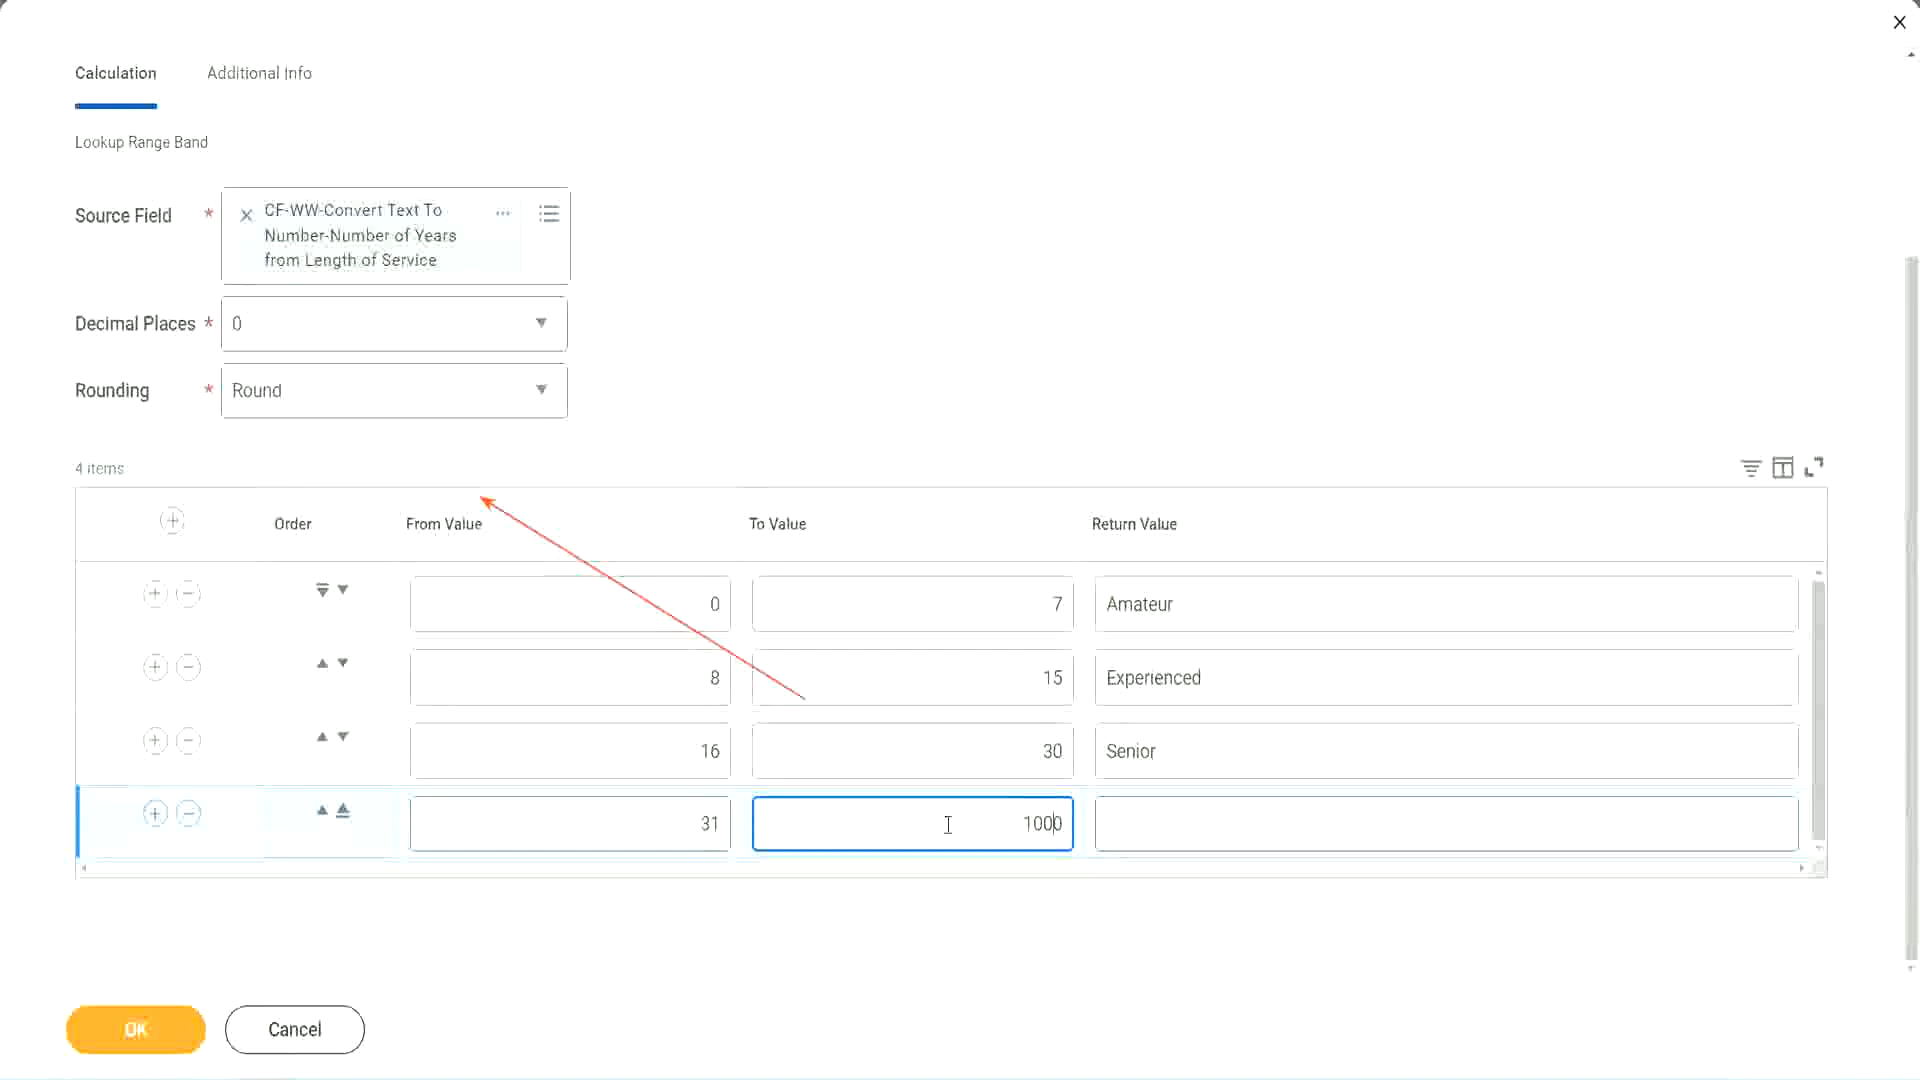 Calculation Additional Info
Lookup Range Band
Source Field * CF-WW-Convert Text To
Number-Number of Years
from Length of Service
Decimal Places * 0
Rounding * Round
4 items
Order From Value To Value Return Value
0 7 Amateur
8 15 Experienced
16 30 Senior
31 1000
OK Cancel